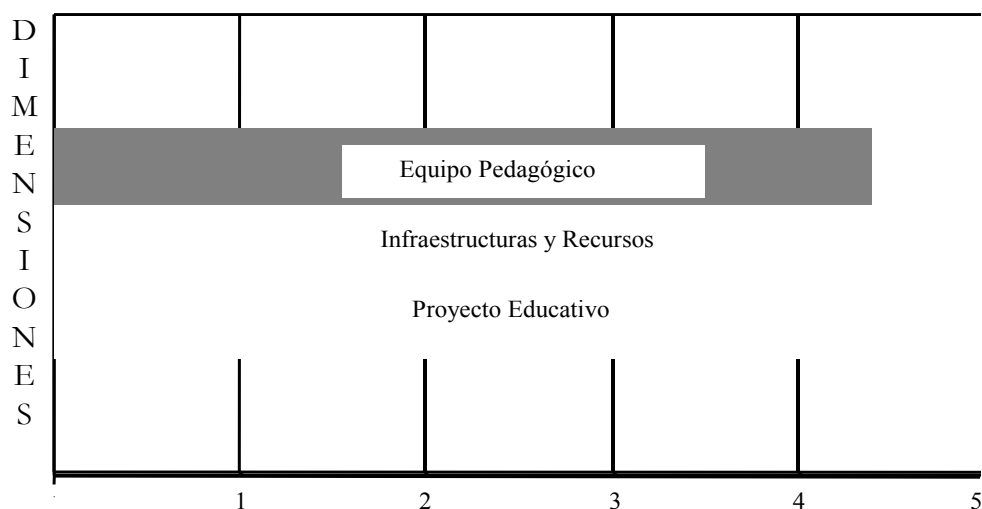 DIMENSIONES
Equipo Pedagógico
Infraestructuras y Recursos
Proyecto Educativo
1 2 3 4 5